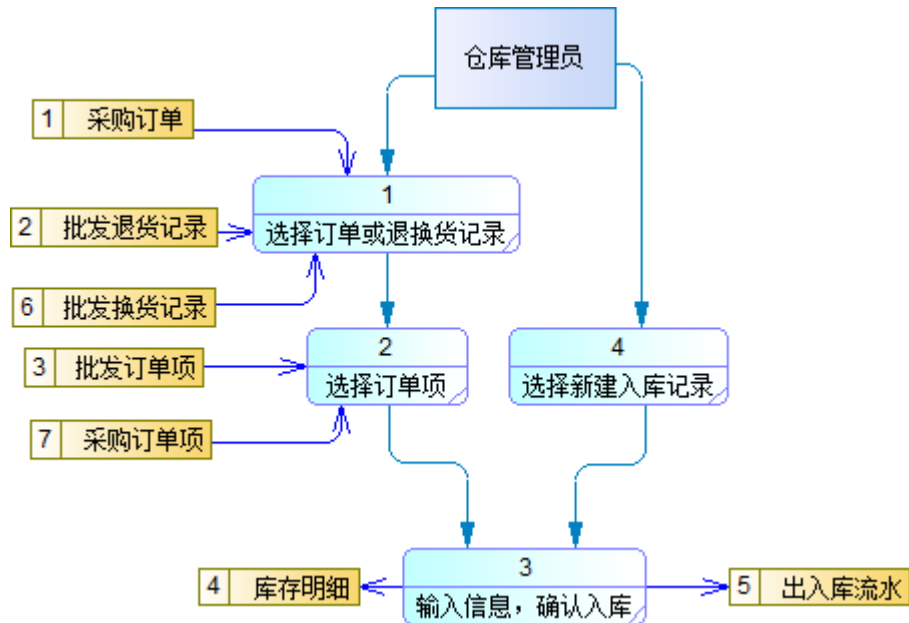 仓库管理员
1 采购订单
1
选择订单或退换货记录
2 批发退货记录
6 批发换货记录
2
选择订单项
4
选择新建入库记录
3 批发订单项
7 采购订单项
3
输入信息，确认入库
4 库存明细
5 出入库流水